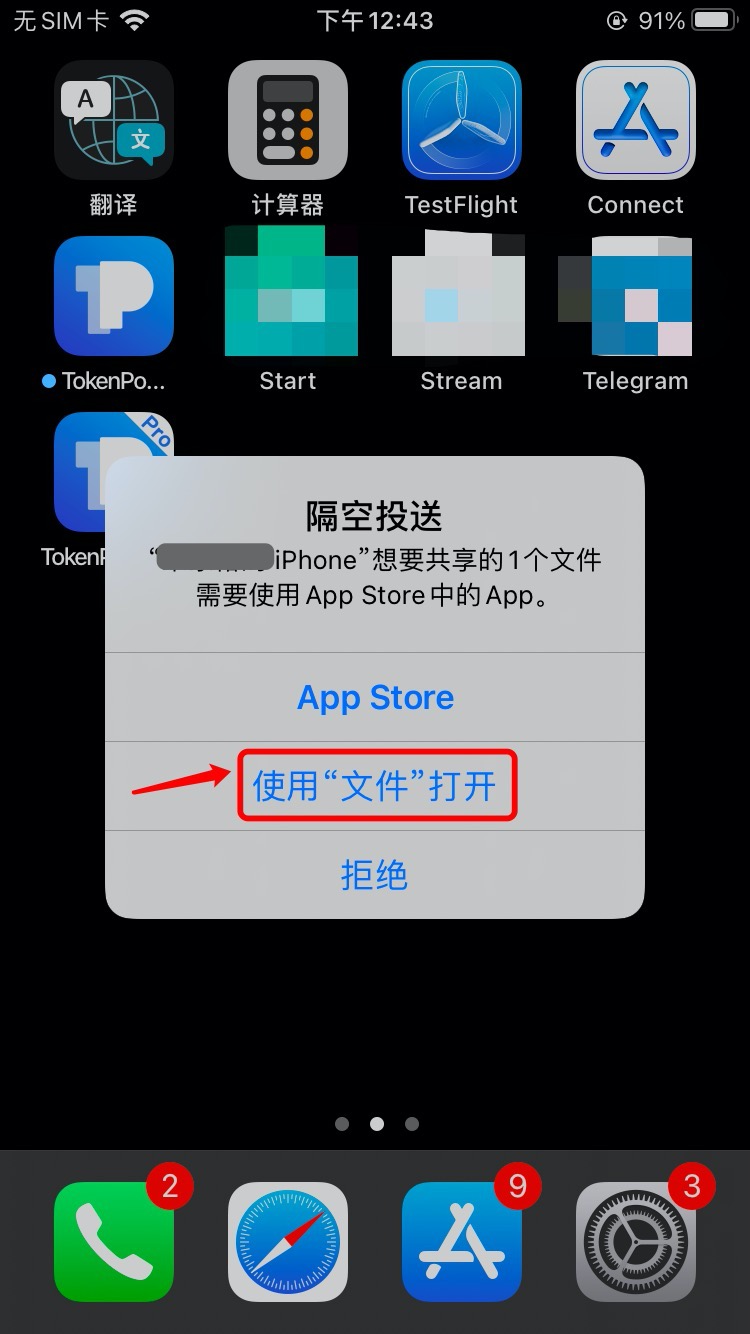 无SIM卡
下午12:43
91%
A
文
翻译
计算器
TestFlight
Connect
TokenPo...
Start
Stream
Telegram
Pro
TokenP
隔空投送
iPhone”想要共享的1个文件
需要使用App Store中的App。
App Store
使用“文件”打开
拒绝
2
9
3